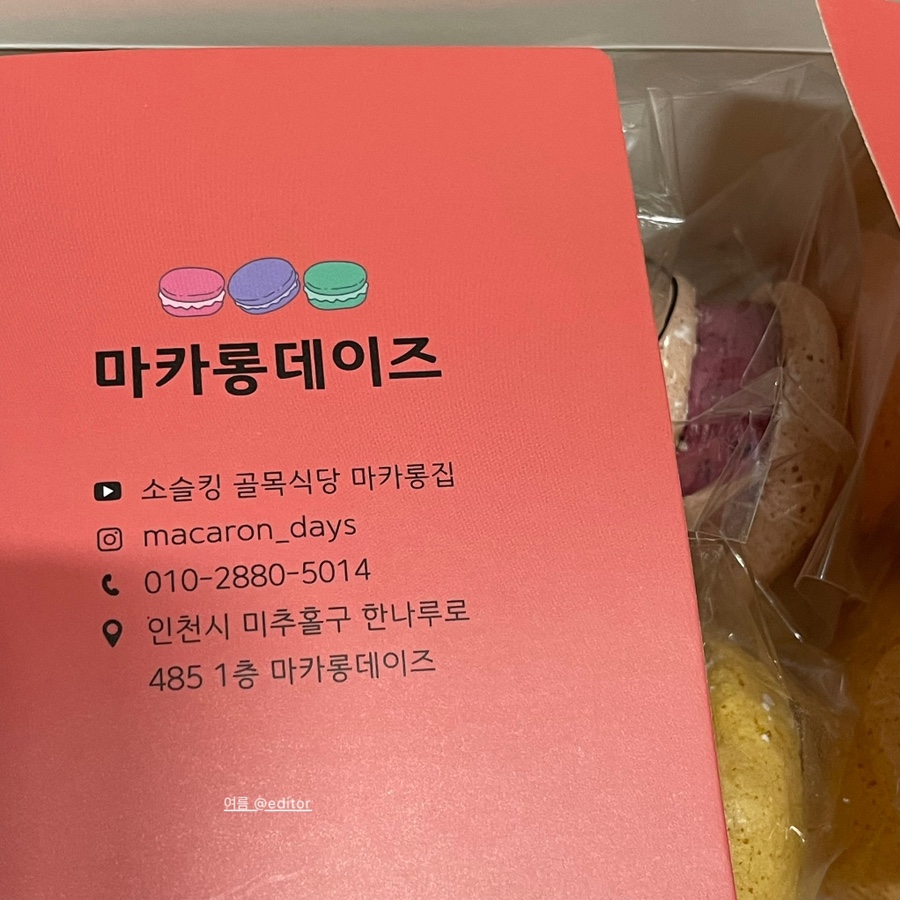 마카롱데이즈
소슬킹 골목식당 마카롱집
macaron_days
010-2880-5014
인천시 미추홀구 한나루로
485 1층 마카롱데이즈
여름 @editor